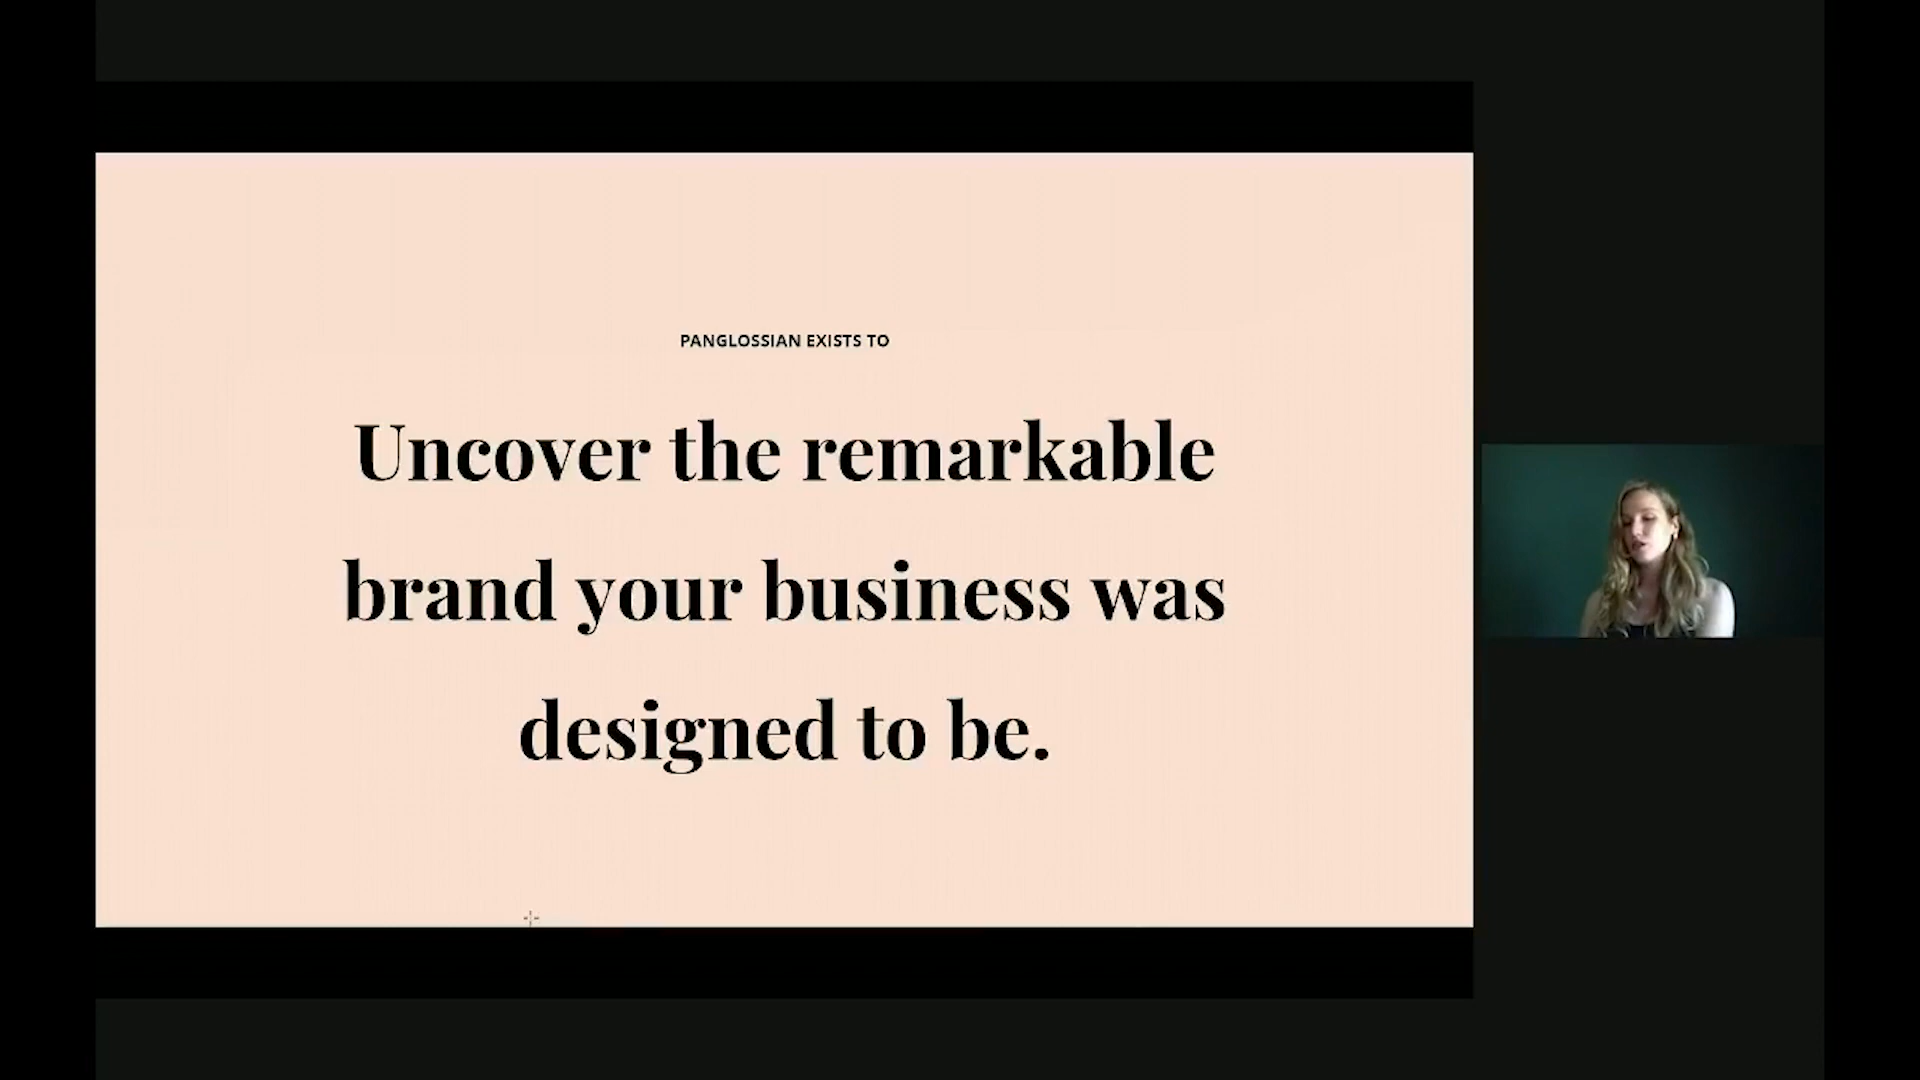 PANGLOSSIAN EXISTS TO
Uncover the remarkable
brand your business was
designed to be.